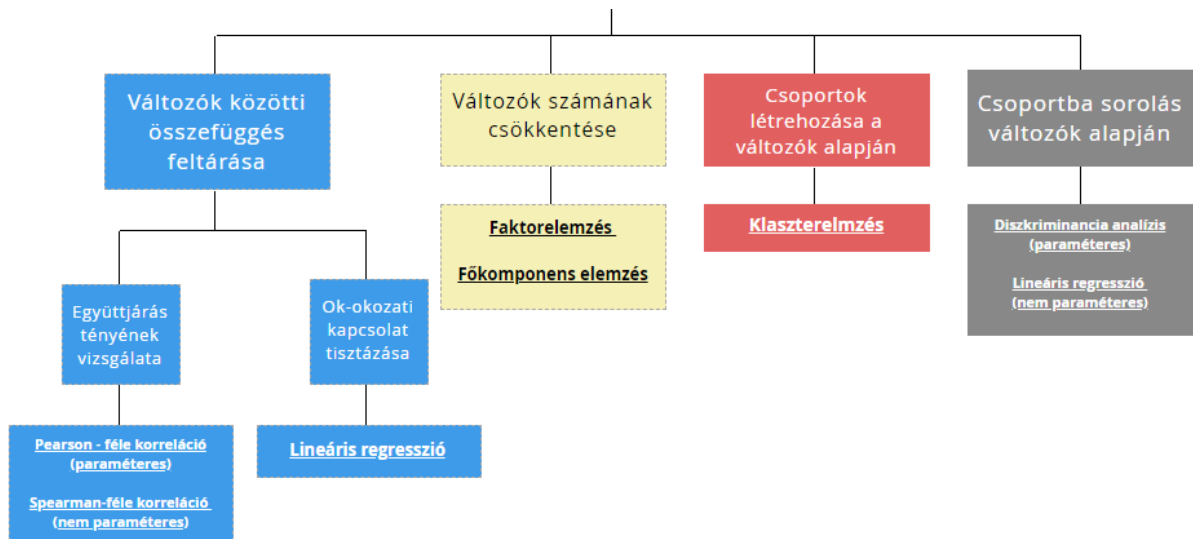 Változók közötti
összefüggés
feltárása
Változók számának
csökkentése
Csoportok
létrehozása a
változók alapján
Csoportba sorolás
változók alapján
Faktorelemzés
Főkomponens elemzés
Klaszterelmzés
Diszkriminancia analízis
(paraméteres)
Lineáris regresszió
(nem paraméteres)
Együttjárás
tényének
vizsgálata
Ok-okozati
kapcsolat
tisztázása
Pearson - féle korreláció
(paraméteres)
Spearman-féle korreláció
(nem paraméteres)
Lineáris regresszió